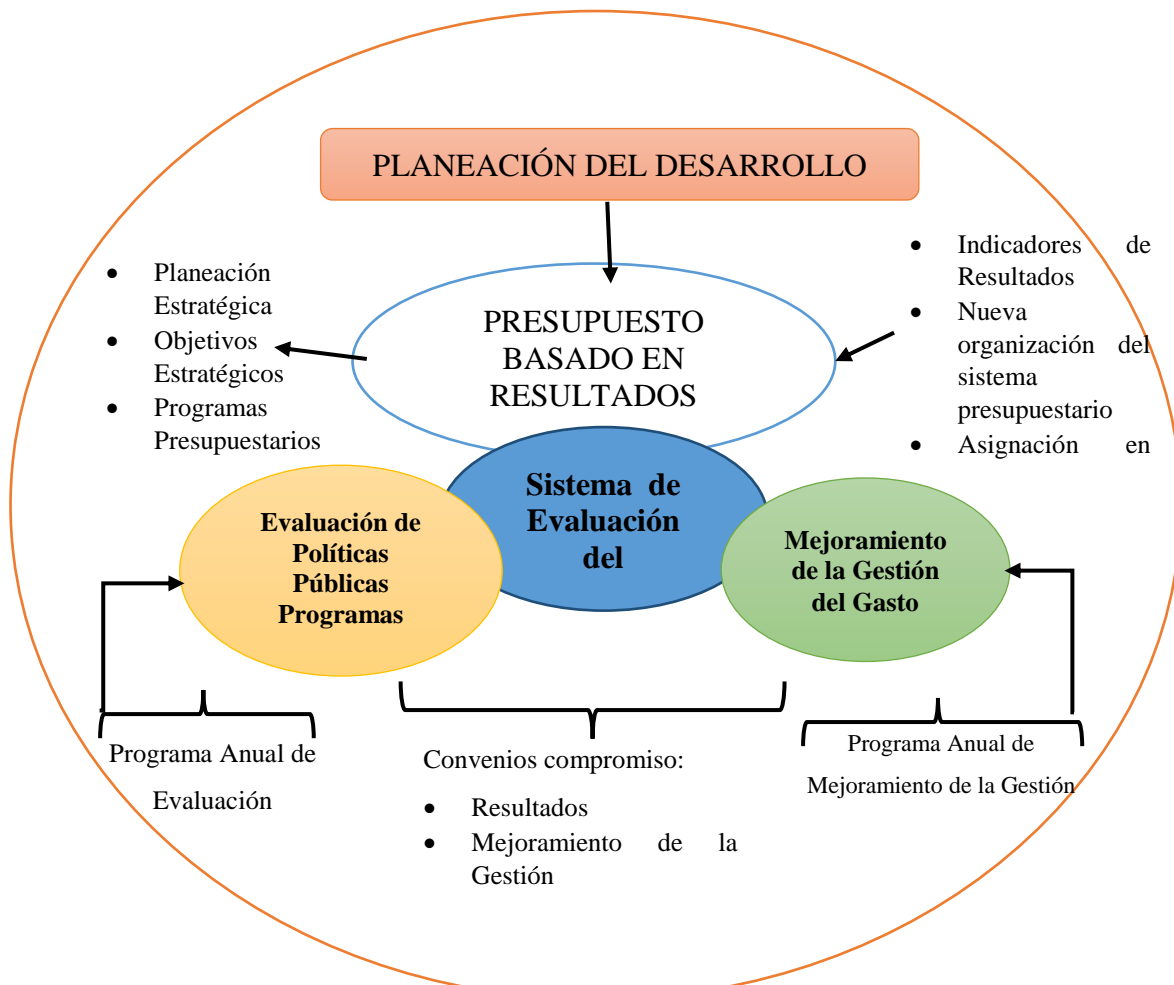 PLANEACIÓN DEL DESARROLLO
• Planeación
Estratégica
• Objetivos
Estratégicos
• Programas
Presupuestarios
PRESUPUESTO
BASADO EN
RESULTADOS
• Indicadores de
Resultados
• Nueva
organización del
sistema
presupuestario
• Asignación en
Sistema de
Evaluación
del
Evaluación de
Políticas
Públicas
Programas
Mejoramiento
de la Gestión
del Gasto
Programa Anual de
Evaluación
Convenios compromiso:
• Resultados
• Mejoramiento de la
Gestión
Programa Anual de
Mejoramiento de la Gestión